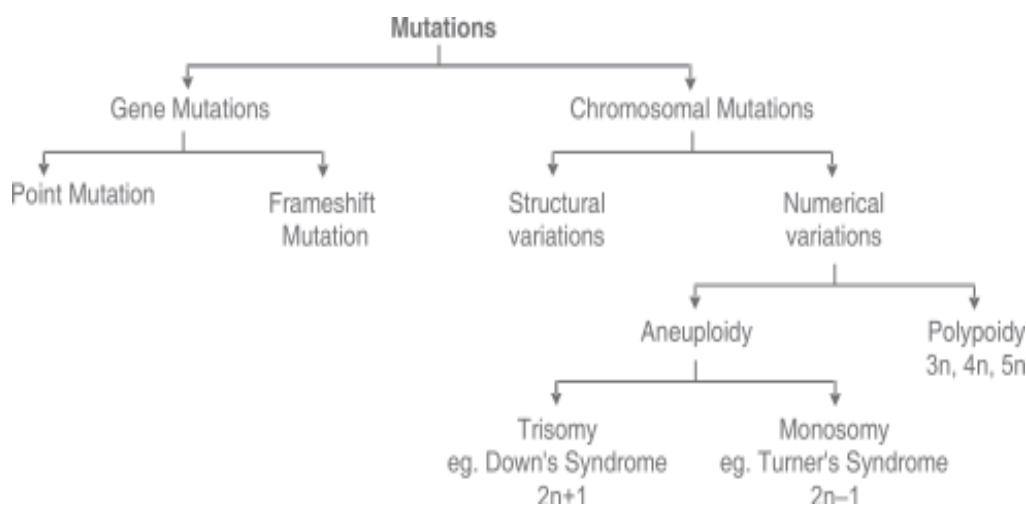 Mutations
Gene Mutations
Chromosomal Mutations
Point Mutation
Frameshift
Mutation
Structural
variations
Numerical
variations
Aneuploidy
Polypoidy
3n, 4n, 5n
Trisomy
eg. Down's Syndrome
2n+1
Monosomy
eg. Turner's Syndrome
2n–1